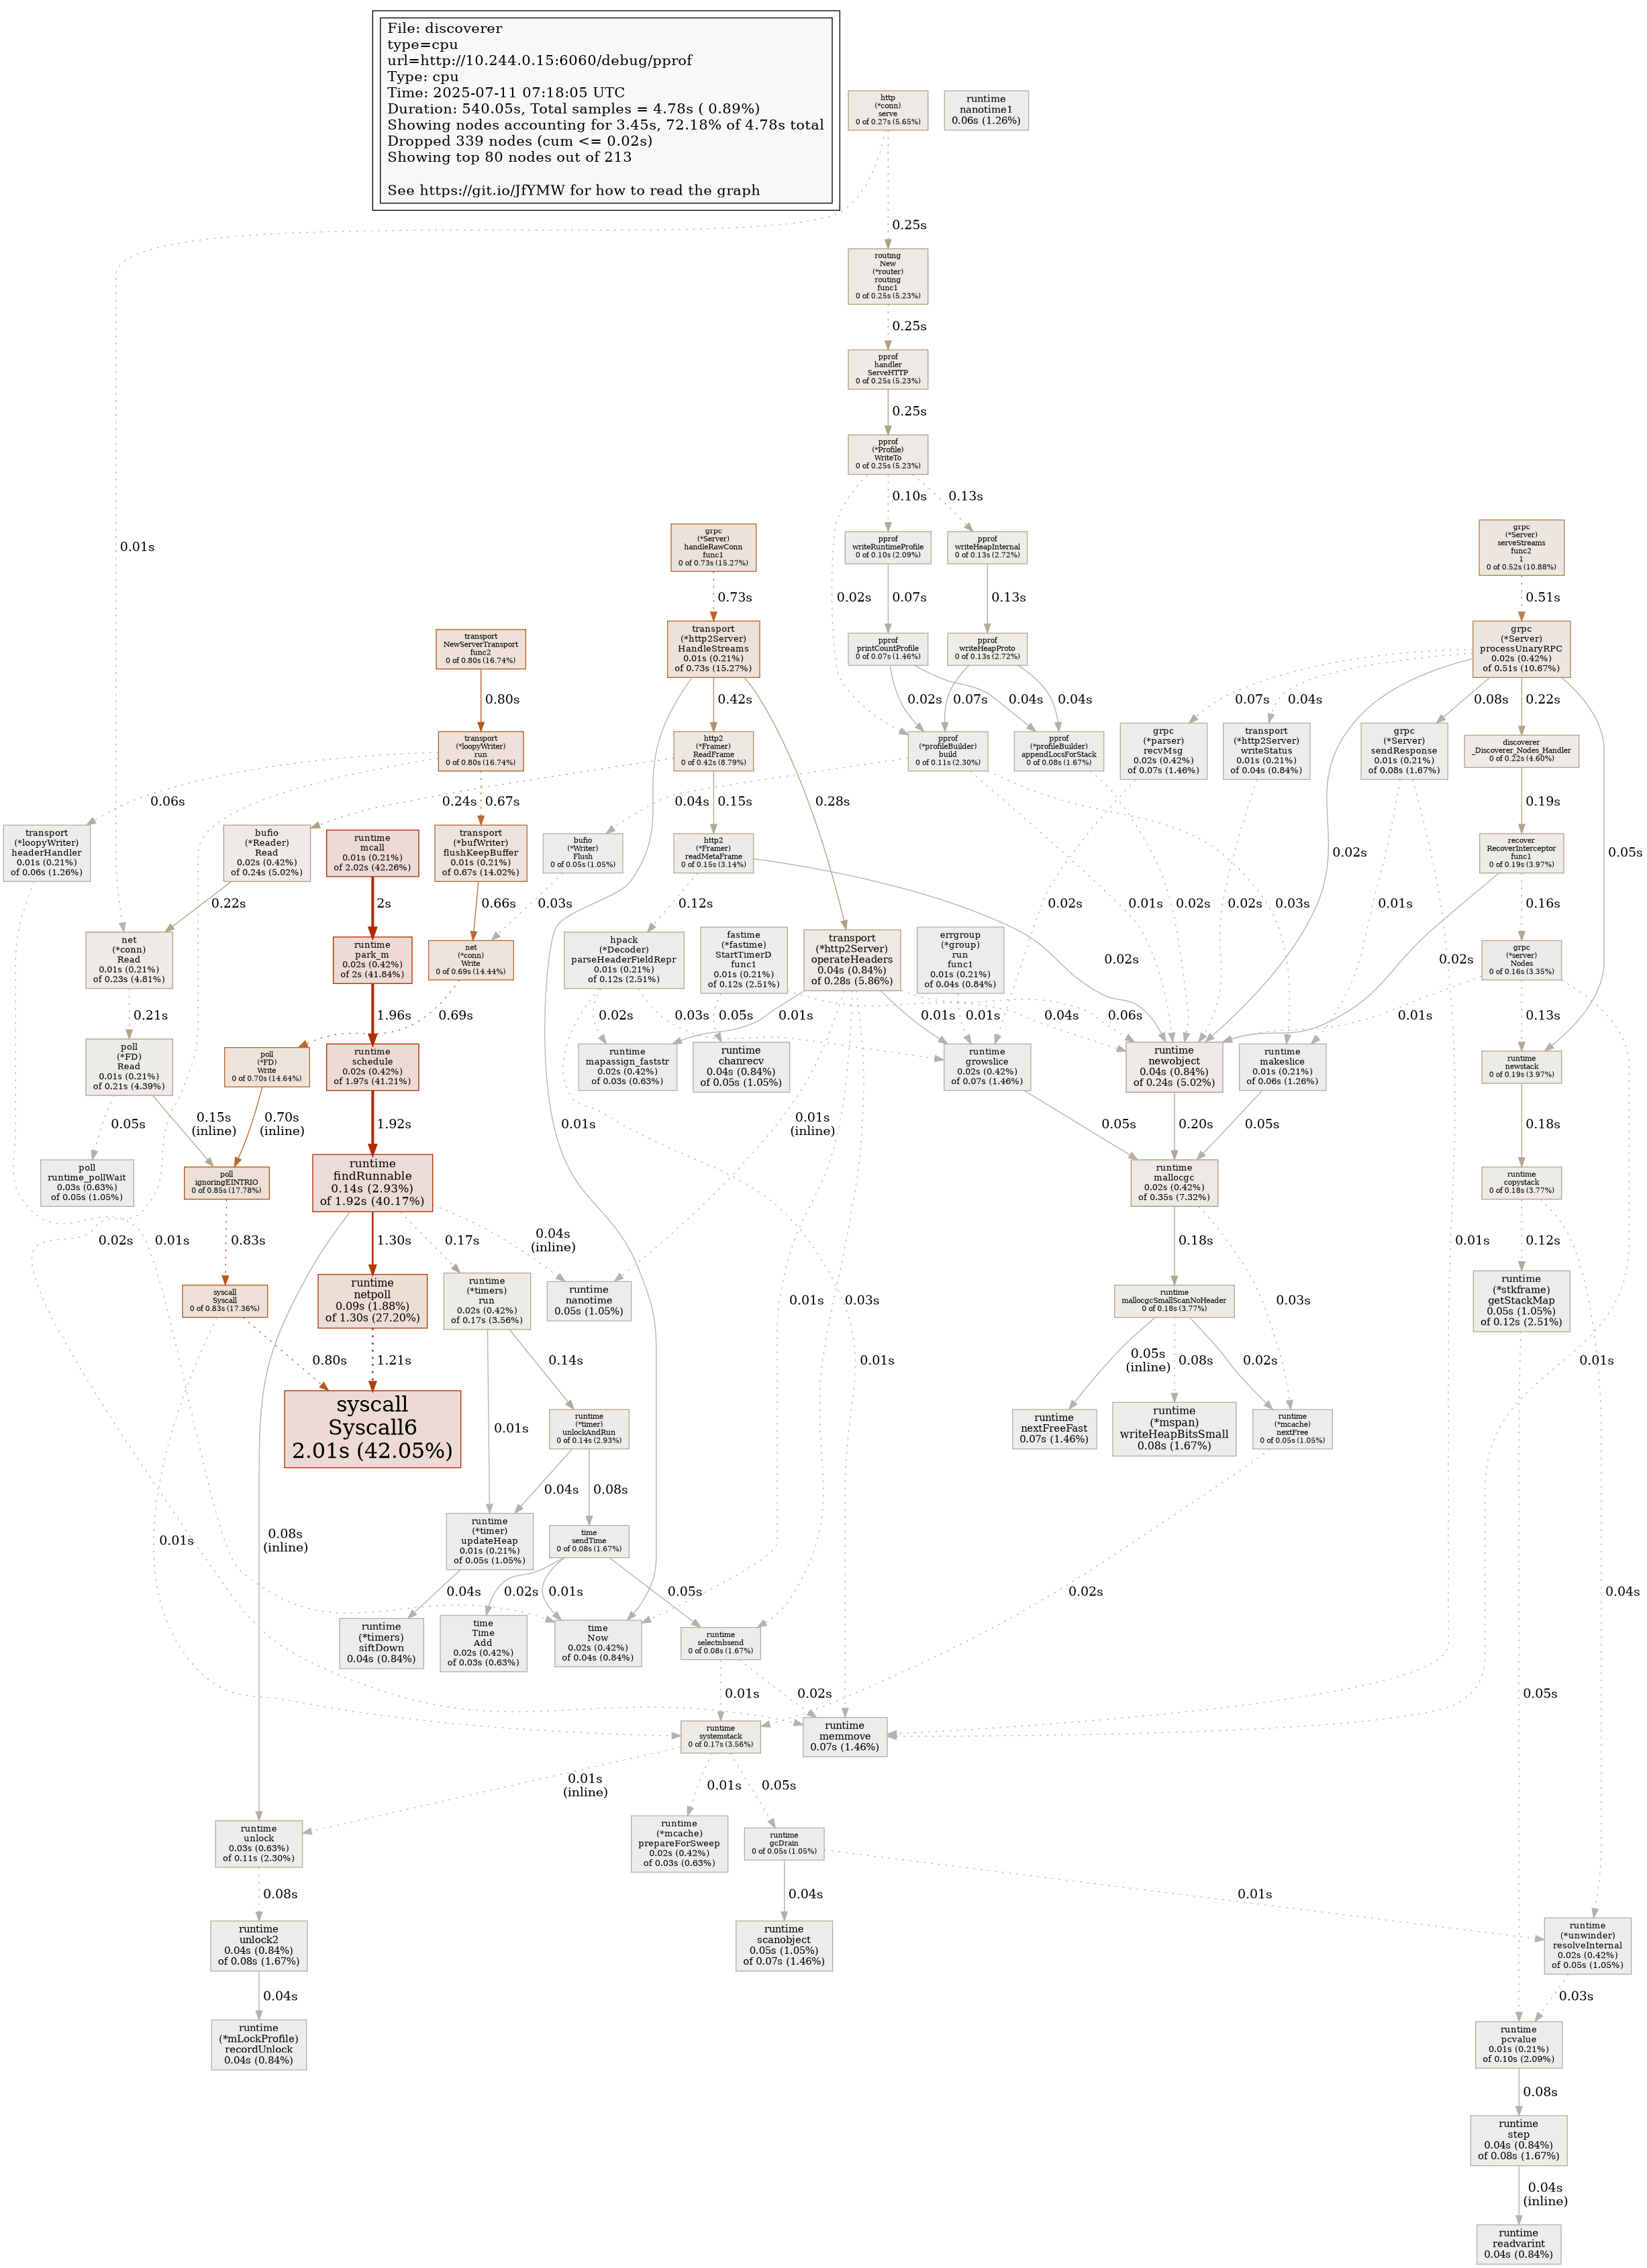 File: discoverer
type=cpu
url=http://10.244.0.15:6060/debug/pprof
Type: cpu
Time: 2025-07-11 07:18:05 UTC
Duration: 540.05s, Total samples = 4.78s ( 0.89%)
Showing nodes accounting for 3.45s, 72.18% of 4.78s total
Dropped 339 nodes (cum <= 0.02s)
Showing top 80 nodes out of 213
See https://git.io/JfYMW for how to read the graph
http
(*conn)
serve
0 of 0.27s (5.65%)
runtime
nanotime1
0.06s (1.26%)
0.25s
routing
New
(*router)
routing
func1
0 of 0.25s (5.23%)
0.25s
pprof
handler
ServeHTTP
0 of 0.25s (5.23%)
0.25s
pprof
(*Profile)
WriteTo
0 of 0.25s (5.23%)
0.10s
0.13s
0.01s
grpc
(*Server)
handleRawConn
func1
0 of 0.73s (15.27%)
pprof
writeRuntimeProfile
0 of 0.10s (2.09%)
pprof
writeHeapInternal
0 of 0.13s (2.72%)
grpc
(*Server)
serveStreams
func2
1
0 of 0.52s (10.88%)
0.73s
0.02s
0.07s
0.13s
0.51s
transport
NewServerTransport
func2
0 of 0.80s (16.74%)
transport
(*http2Server)
HandleStreams
0.01s (0.21%)
of 0.73s (15.27%)
pprof
printCountProfile
0 of 0.07s (1.46%)
pprof
writeHeapProto
0 of 0.13s (2.72%)
grpc
(*Server)
processUnaryRPC
0.02s (0.42%)
of 0.51s (10.67%)
0.80s
0.42s
0.02s
0.07s
0.04s
0.04s
0.07s
0.04s
0.08s
0.22s
transport
(*loopyWriter)
run
0 of 0.80s (16.74%)
http2
(*Framer)
ReadFrame
0 of 0.42s (8.79%)
pprof
(*profileBuilder)
build
0 of 0.11s (2.30%)
pprof
(*profileBuilder)
appendLocsForStack
0 of 0.08s (1.67%)
grpc
(*parser)
recvMsg
0.02s (0.42%)
of 0.07s (1.46%)
transport
(*http2Server)
writeStatus
0.01s (0.21%)
of 0.04s (0.84%)
grpc
(*Server)
sendResponse
0.01s (0.21%)
of 0.08s (1.67%)
discoverer
_Discoverer_Nodes_Handler
0 of 0.22s (4.60%)
0.06s
0.24s
0.67s
0.04s
0.15s
0.28s
0.19s
transport
(*loopyWriter)
headerHandler
0.01s (0.21%)
of 0.06s (1.26%)
bufio
(*Reader)
Read
0.02s (0.42%)
of 0.24s (5.02%)
runtime
mcall
0.01s (0.21%)
of 2.02s (42.26%)
transport
(*bufWriter)
flushKeepBuffer
0.01s (0.21%)
of 0.67s (14.02%)
bufio
(*Writer)
Flush
0 of 0.05s (1.05%)
http2
(*Framer)
readMetaFrame
0 of 0.15s (3.14%)
0.02s
recover
RecoverInterceptor
func1
0 of 0.19s (3.97%)
0.05s
0.22s
2s
0.66s
0.03s
0.12s
0.02s
0.01s
0.02s
0.02s
0.03s
0.01s
0.16s
net
(*conn)
Read
0.01s (0.21%)
of 0.23s (4.81%)
runtime
park_m
0.02s (0.42%)
of 2s (41.84%)
net
(*conn)
Write
0 of 0.69s (14.44%)
hpack
(*Decoder)
parseHeaderFieldRepr
0.01s (0.21%)
of 0.12s (2.51%)
fastime
(*fastime)
StartTimerD
func1
0.01s (0.21%)
of 0.12s (2.51%)
transport
(*http2Server)
operateHeaders
0.04s (0.84%)
of 0.28s (5.86%)
errgroup
(*group)
run
func1
0.01s (0.21%)
of 0.04s (0.84%)
0.02s
0.02s
grpc
(*server)
Nodes
0 of 0.16s (3.35%)
0.21s
1.96s
0.69s
0.02s
0.03s
0.05s
0.01s
0.01s
0.01s
0.04s
0.06s
0.01s
0.13s
poll
(*FD)
Read
0.01s (0.21%)
of 0.21s (4.39%)
poll
(*FD)
Write
0 of 0.70s (14.64%)
runtime
schedule
0.02s (0.42%)
of 1.97s (41.21%)
runtime
mapassign_faststr
0.02s (0.42%)
of 0.03s (0.63%)
runtime
chanrecv
0.04s (0.84%)
of 0.05s (1.05%)
runtime
growslice
0.02s (0.42%)
of 0.07s (1.46%)
runtime
newobject
0.04s (0.84%)
of 0.24s (5.02%)
runtime
makeslice
0.01s (0.21%)
of 0.06s (1.26%)
runtime
newstack
0 of 0.19s (3.97%)
0.05s
0.15s
(inline)
0.70s
(inline)
1.92s
0.01s
0.01s
(inline)
0.05s
0.20s
0.05s
0.18s
poll
runtime_pollWait
0.03s (0.63%)
of 0.05s (1.05%)
poll
ignoringEINTRIO
0 of 0.85s (17.78%)
runtime
findRunnable
0.14s (2.93%)
of 1.92s (40.17%)
runtime
mallocgc
0.02s (0.42%)
of 0.35s (7.32%)
runtime
copystack
0 of 0.18s (3.77%)
0.02s
0.01s
0.83s
1.30s
0.17s
0.04s
(inline)
0.18s
0.01s
0.12s
syscall
Syscall
0 of 0.83s (17.36%)
runtime
netpoll
0.09s (1.88%)
of 1.30s (27.20%)
runtime
(*timers)
run
0.02s (0.42%)
of 0.17s (3.56%)
runtime
nanotime
0.05s (1.05%)
0.01s
0.03s
runtime
mallocgcSmallScanNoHeader
0 of 0.18s (3.77%)
0.03s
runtime
(*stkframe)
getStackMap
0.05s (1.05%)
of 0.12s (2.51%)
0.80s
1.21s
0.14s
0.01s
0.05s
(inline)
0.08s
0.02s
0.01s
syscall
Syscall6
2.01s (42.05%)
0.01s
runtime
(*timer)
unlockAndRun
0 of 0.14s (2.93%)
runtime
nextFreeFast
0.07s (1.46%)
runtime
(*mspan)
writeHeapBitsSmall
0.08s (1.67%)
runtime
(*mcache)
nextFree
0 of 0.05s (1.05%)
0.04s
0.08s
0.01s
0.08s
(inline)
runtime
(*timer)
updateHeap
0.01s (0.21%)
of 0.05s (1.05%)
time
sendTime
0 of 0.08s (1.67%)
0.04s
0.02s
0.01s
0.05s
0.02s
0.04s
runtime
(*timers)
siftDown
0.04s (0.84%)
time
Time
Add
0.02s (0.42%)
of 0.03s (0.63%)
time
Now
0.02s (0.42%)
of 0.04s (0.84%)
runtime
selectnbsend
0 of 0.08s (1.67%)
0.01s
0.02s
0.05s
runtime
systemstack
0 of 0.17s (3.56%)
runtime
memmove
0.07s (1.46%)
0.01s
(inline)
0.01s
0.05s
runtime
unlock
0.03s (0.63%)
of 0.11s (2.30%)
runtime
(*mcache)
prepareForSweep
0.02s (0.42%)
of 0.03s (0.63%)
runtime
gcDrain
0 of 0.05s (1.05%)
0.08s
0.04s
0.01s
runtime
unlock2
0.04s (0.84%)
of 0.08s (1.67%)
runtime
scanobject
0.05s (1.05%)
of 0.07s (1.46%)
runtime
(*unwinder)
resolveInternal
0.02s (0.42%)
of 0.05s (1.05%)
0.04s
0.03s
runtime
(*mLockProfile)
recordUnlock
0.04s (0.84%)
runtime
pcvalue
0.01s (0.21%)
of 0.10s (2.09%)
0.08s
runtime
step
0.04s (0.84%)
of 0.08s (1.67%)
0.04s
(inline)
runtime
readvarint
0.04s (0.84%)